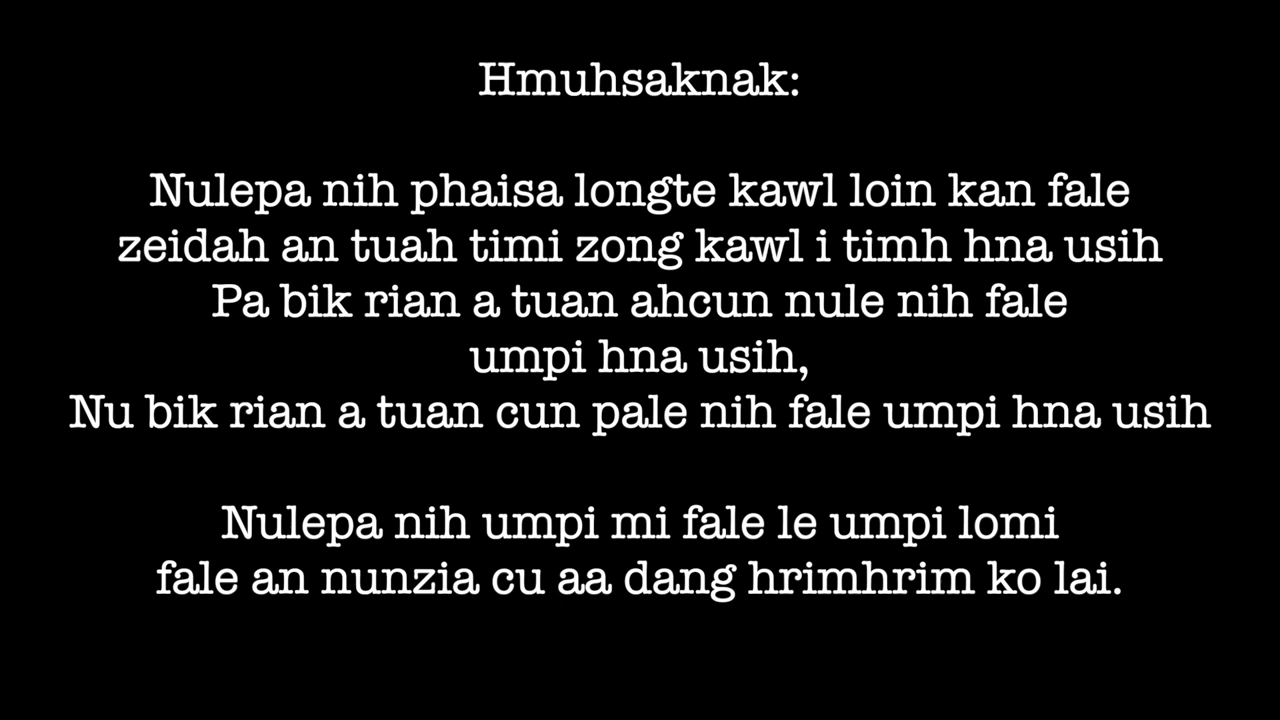 Hmuhsaknak:
Nulepa nih phaisa longte kawl loin kan fale
zeidah an tuah timi zong kawl i timh hna usih
Pa bik rian a tuan ahcun nule nih fale
umpi hna usih,
Nu bik rian a tuan cun pale nih fale umpi hna usih
Nulepa nih umpi mi fale le umpi lomi
fale an nunzia cu aa dang hrimhrim ko lai.